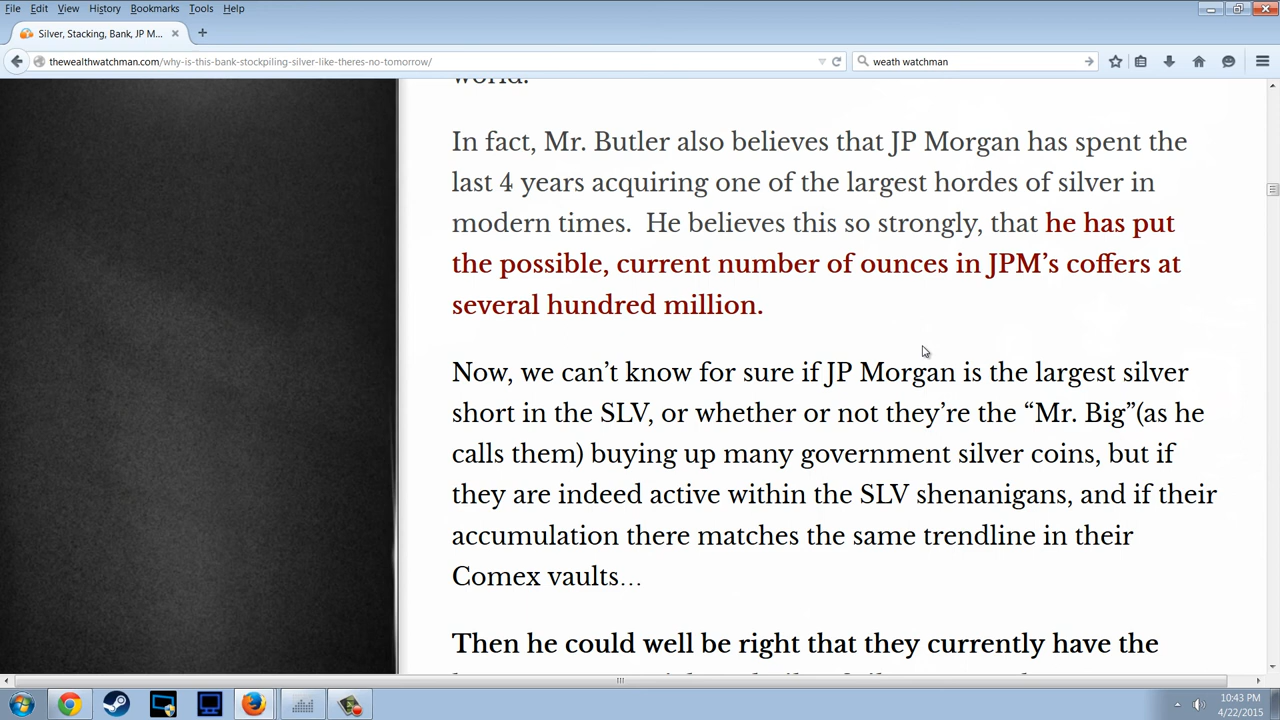 File Edit View History Bookmarks Tools Help
Silver, Stacking, Bank, JP M...
thewealthwatchman.com/why-is-this-bank-stockpiling-silver-like-theres-no-tomorrow/
weath watchman
world.
In fact, Mr. Butler also believes that JP Morgan has spent the
last 4 years acquiring one of the largest hordes of silver in
modern times.  He believes this so strongly, that he has put
the possible, current number of ounces in JPM’s coffers at
several hundred million.
Now, we can’t know for sure if JP Morgan is the largest silver
short in the SLV, or whether or not they’re the “Mr. Big”(as he
calls them) buying up many government silver coins, but if
they are indeed active within the SLV shenanigans, and if their
accumulation there matches the same trendline in their
Comex vaults…
Then he could well be right that they currently have the
10:43 PM
4/22/2015